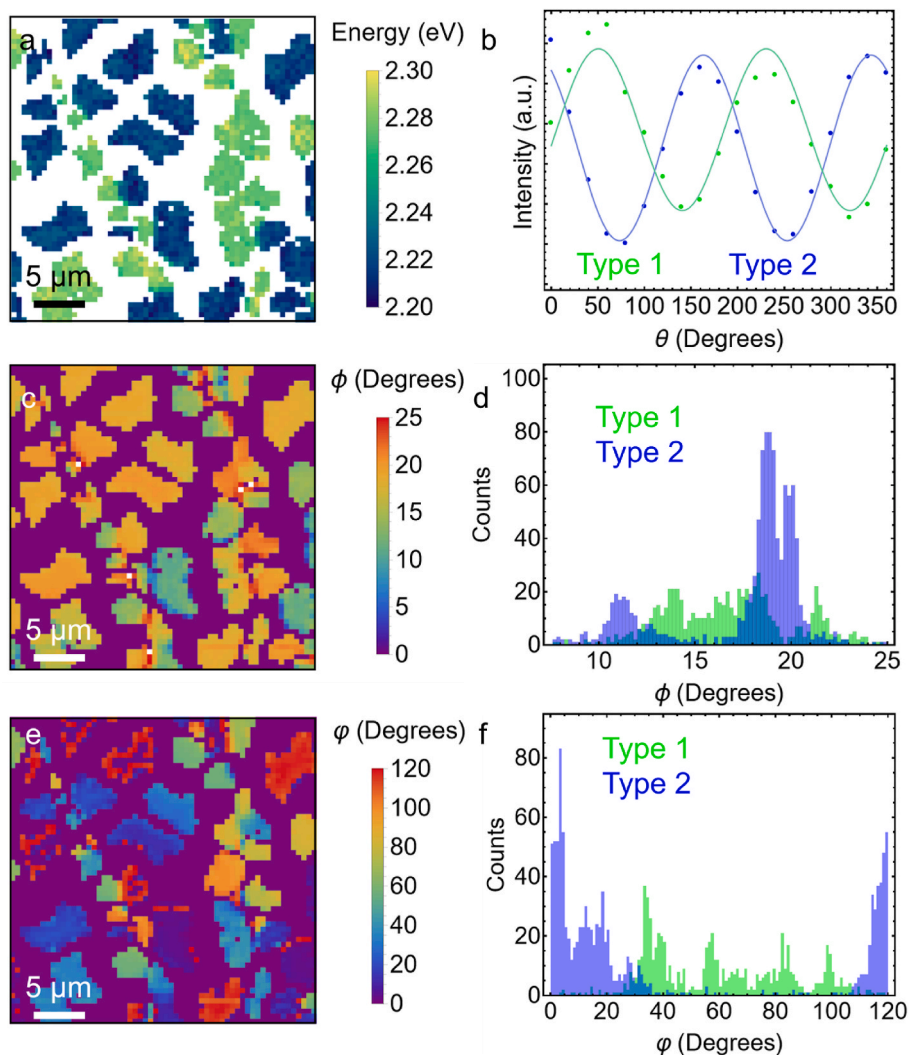 a
Energy (eV)
2.30
2.28
2.26
2.24
2.22
2.20
5 μm
b
Intensity (a.u.)
Type 1
Type 2
0 50 100 150 200 250 300 350
θ (Degrees)
c
ϕ (Degrees)
25
20
15
10
5
0
5 μm
d
100
80
60
40
20
0
Counts
Type 1
Type 2
10 15 20 25
ϕ (Degrees)
e
φ (Degrees)
120
100
80
60
40
20
0
5 μm
f
80
60
40
20
0
Counts
Type 1
Type 2
0 20 40 60 80 100 120
φ (Degrees)